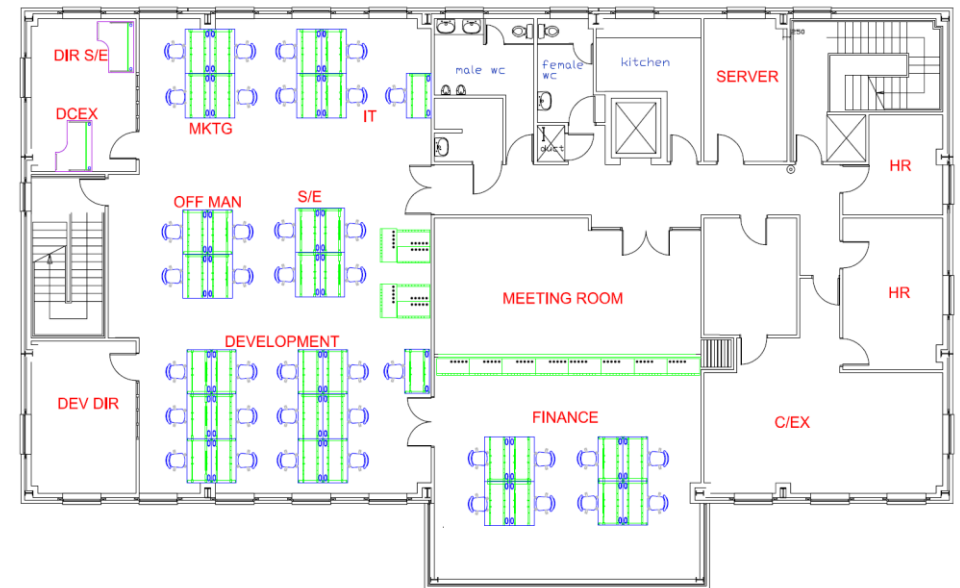 DIR S/E
DCEX
MKTG
IT
male wc
female
wc
kitchen
SERVER
250
duct
HR
OFF MAN
S/E
MEETING ROOM
HR
DEVELOPMENT
DEV DIR
FINANCE
C/EX